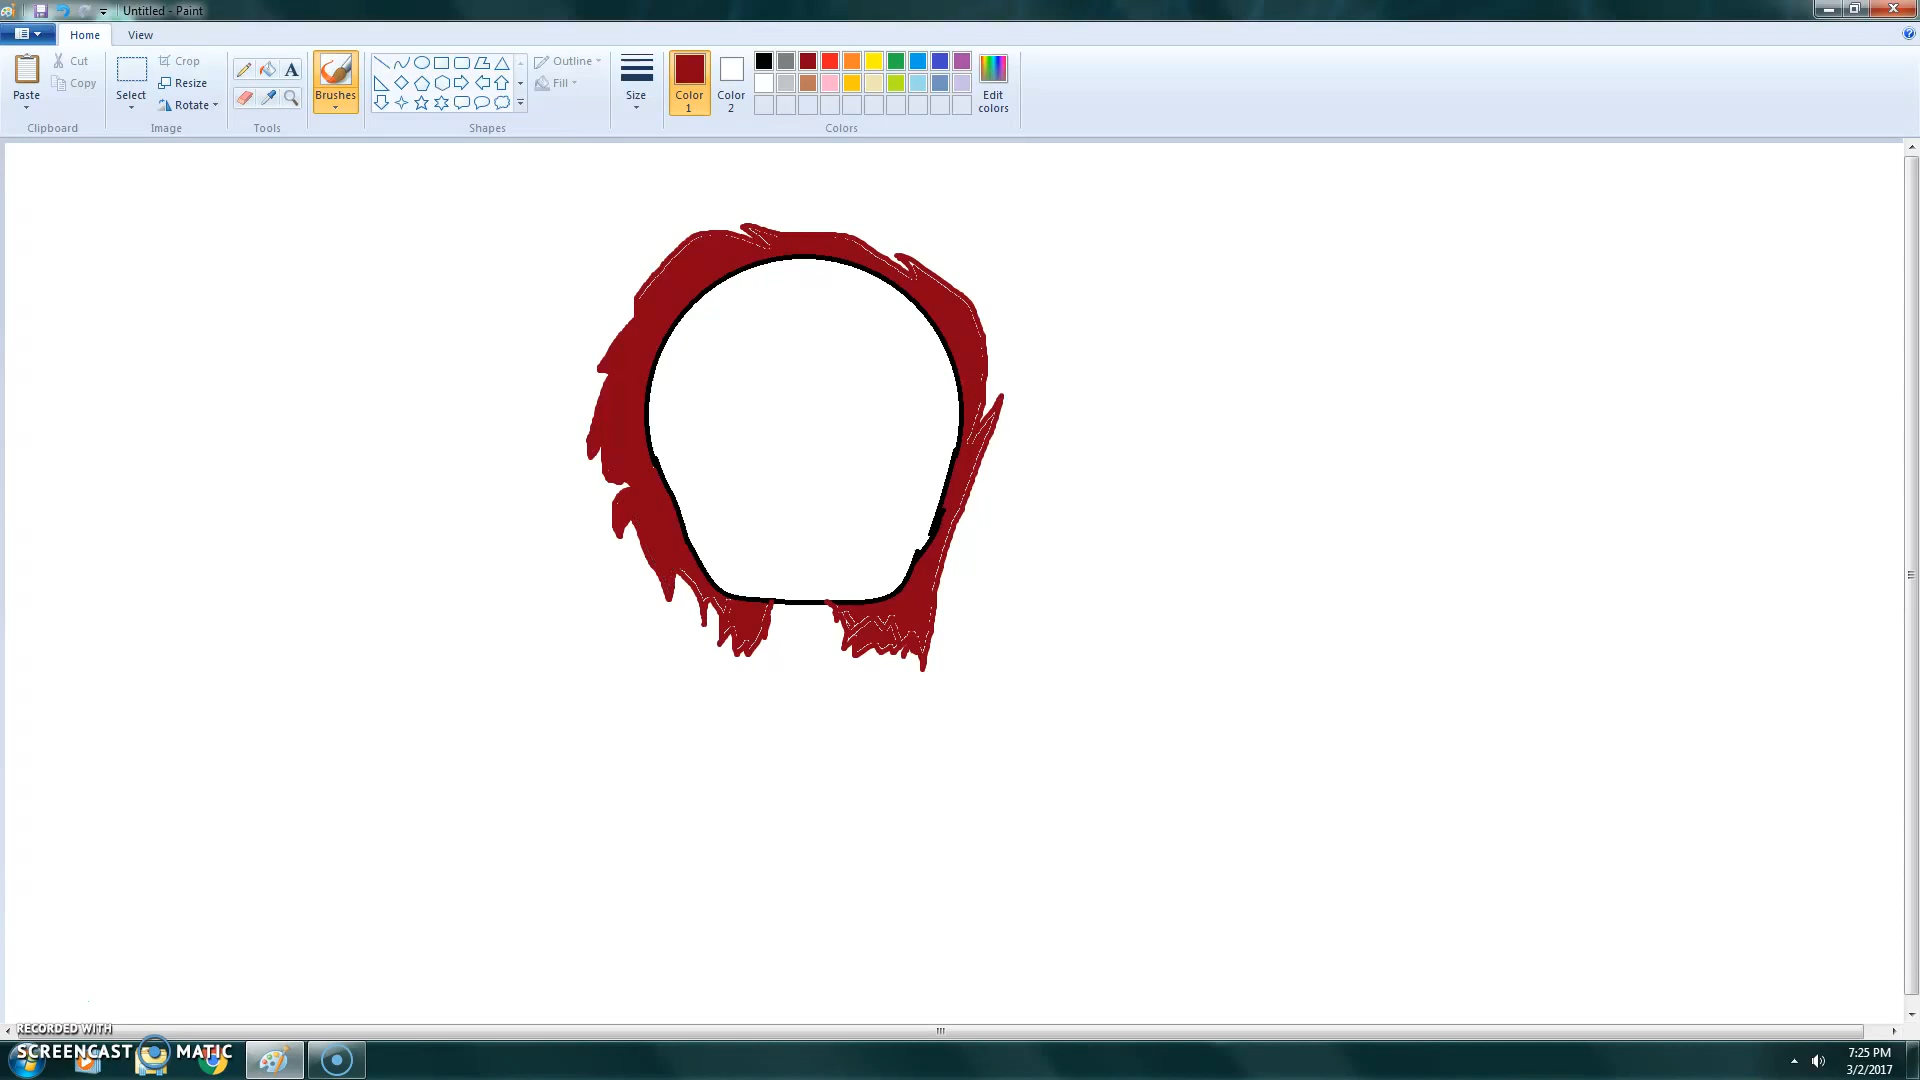 Untitled - Paint
Home View
Paste
Cut
Copy
Clipboard
Select
Crop
Resize
Rotate
Image
A
Tools
Brushes
Outline
Fill
Shapes
Size
Color
1
Color
2
Edit
colors
Colors
RECORDED WITH
SCREENCAST MATIC
7:25 PM
3/2/2017